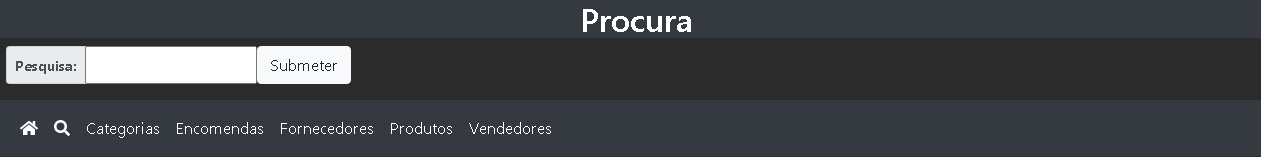 Procura
Pesquisa: Submeter
Categorias Encomendas Fornecedores Produtos Vendedores